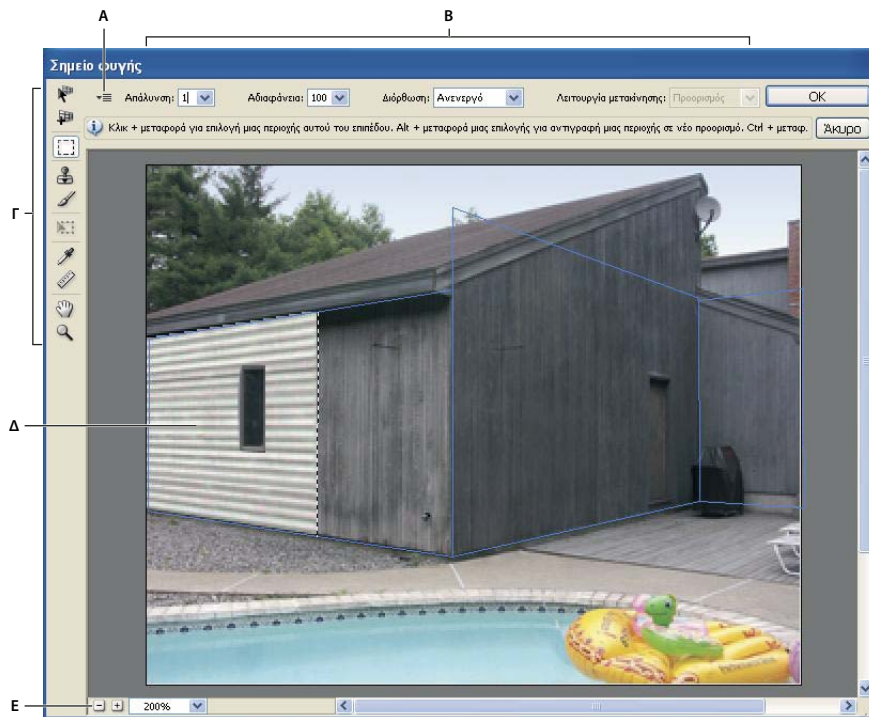 Α
Β
Σημείο φυγής
Απάλυνση: 1
Αδιαφάνεια: 100
Διόρθωση: Ανενεργό
Λειτουργία μετακίνησης: Προορισμός
OK
Κλικ + μεταφορά για επιλογή μιας περιοχής αυτού του επιπέδου. Alt + μεταφορά μιας επιλογής για αντιγραφή μιας περιοχής σε νέο προορισμό. Ctrl + μεταφ.
Άκυρο
Γ
Δ
Ε
200%